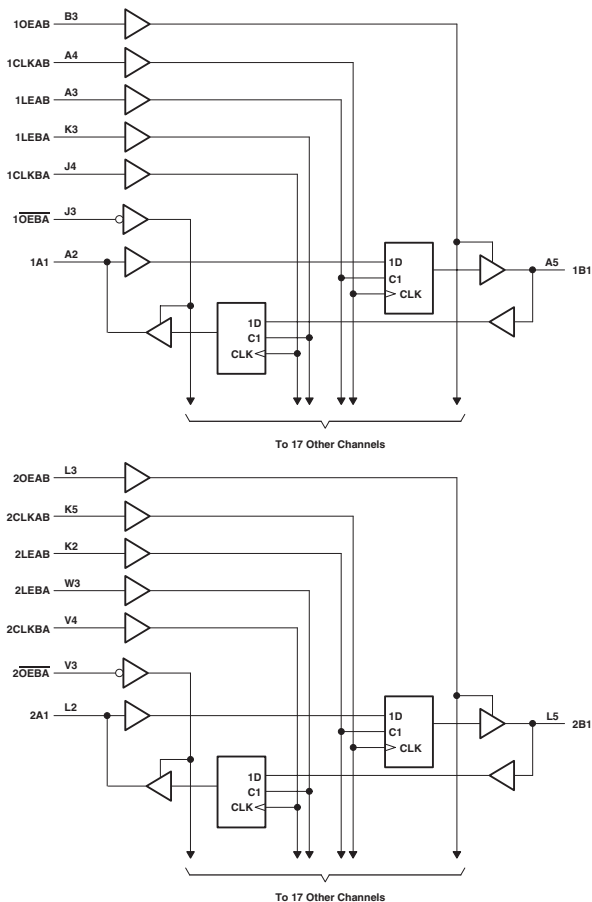 1OEAB B3
1CLKAB A4
1LEAB A3
1LEBA K3
1CLKBA J4
1O̅E̅B̅A̅ J3
1A1 A2
1D
C1
CLK
A5 1B1
1D
C1
CLK
To 17 Other Channels
2OEAB L3
2CLKAB K5
2LEAB K2
2LEBA W3
2CLKBA V4
2O̅E̅B̅A̅ V3
2A1 L2
1D
C1
CLK
L5 2B1
1D
C1
CLK
To 17 Other Channels